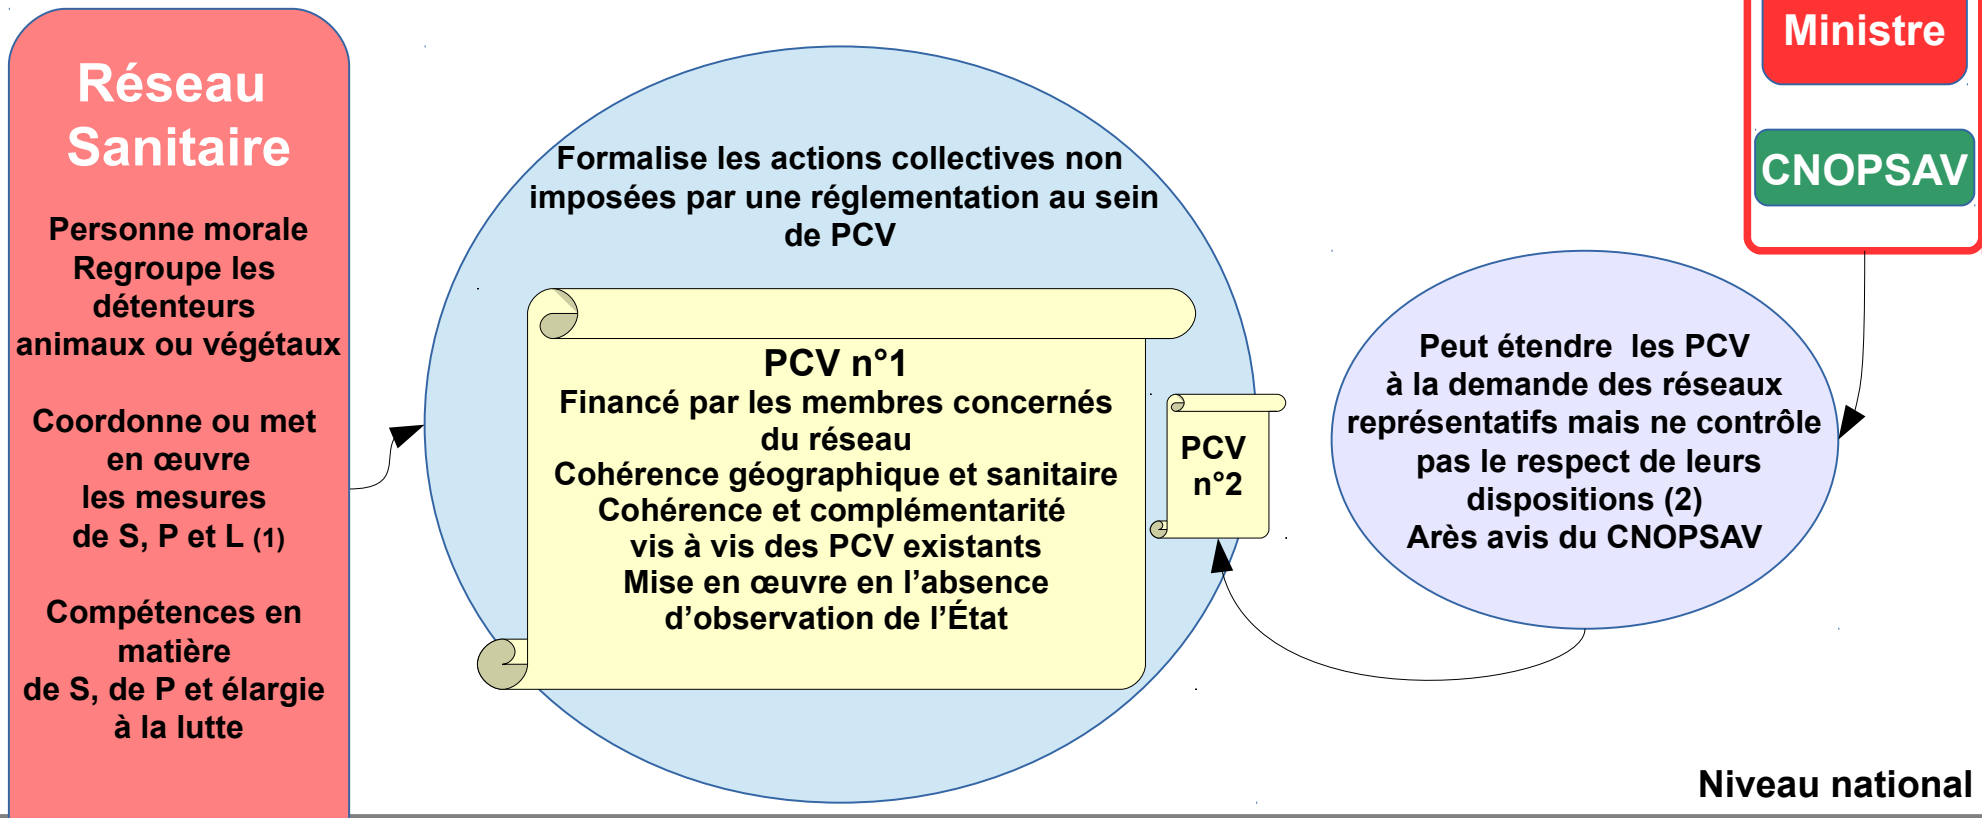 Réseau
Sanitaire
Personne morale
Regroupe les
détenteurs
animaux ou végétaux
Coordonne ou met
en œuvre
les mesures
de S, P et L (1)
Compétences en
matière
de S, de P et élargie
à la lutte
Formalise les actions collectives non
imposées par une réglementation au sein
de PCV
PCV n°1
Financé par les membres concernés
du réseau
Cohérence géographique et sanitaire
Cohérence et complémentarité
vis à vis des PCV existants
Mise en œuvre en l’absence
d’observation de l’État
PCV
n°2
Ministre
CNOPSAV
Peut étendre les PCV
à la demande des réseaux
représentatifs mais ne contrôle
pas le respect de leurs
dispositions (2)
Arès avis du CNOPSAV
Niveau national